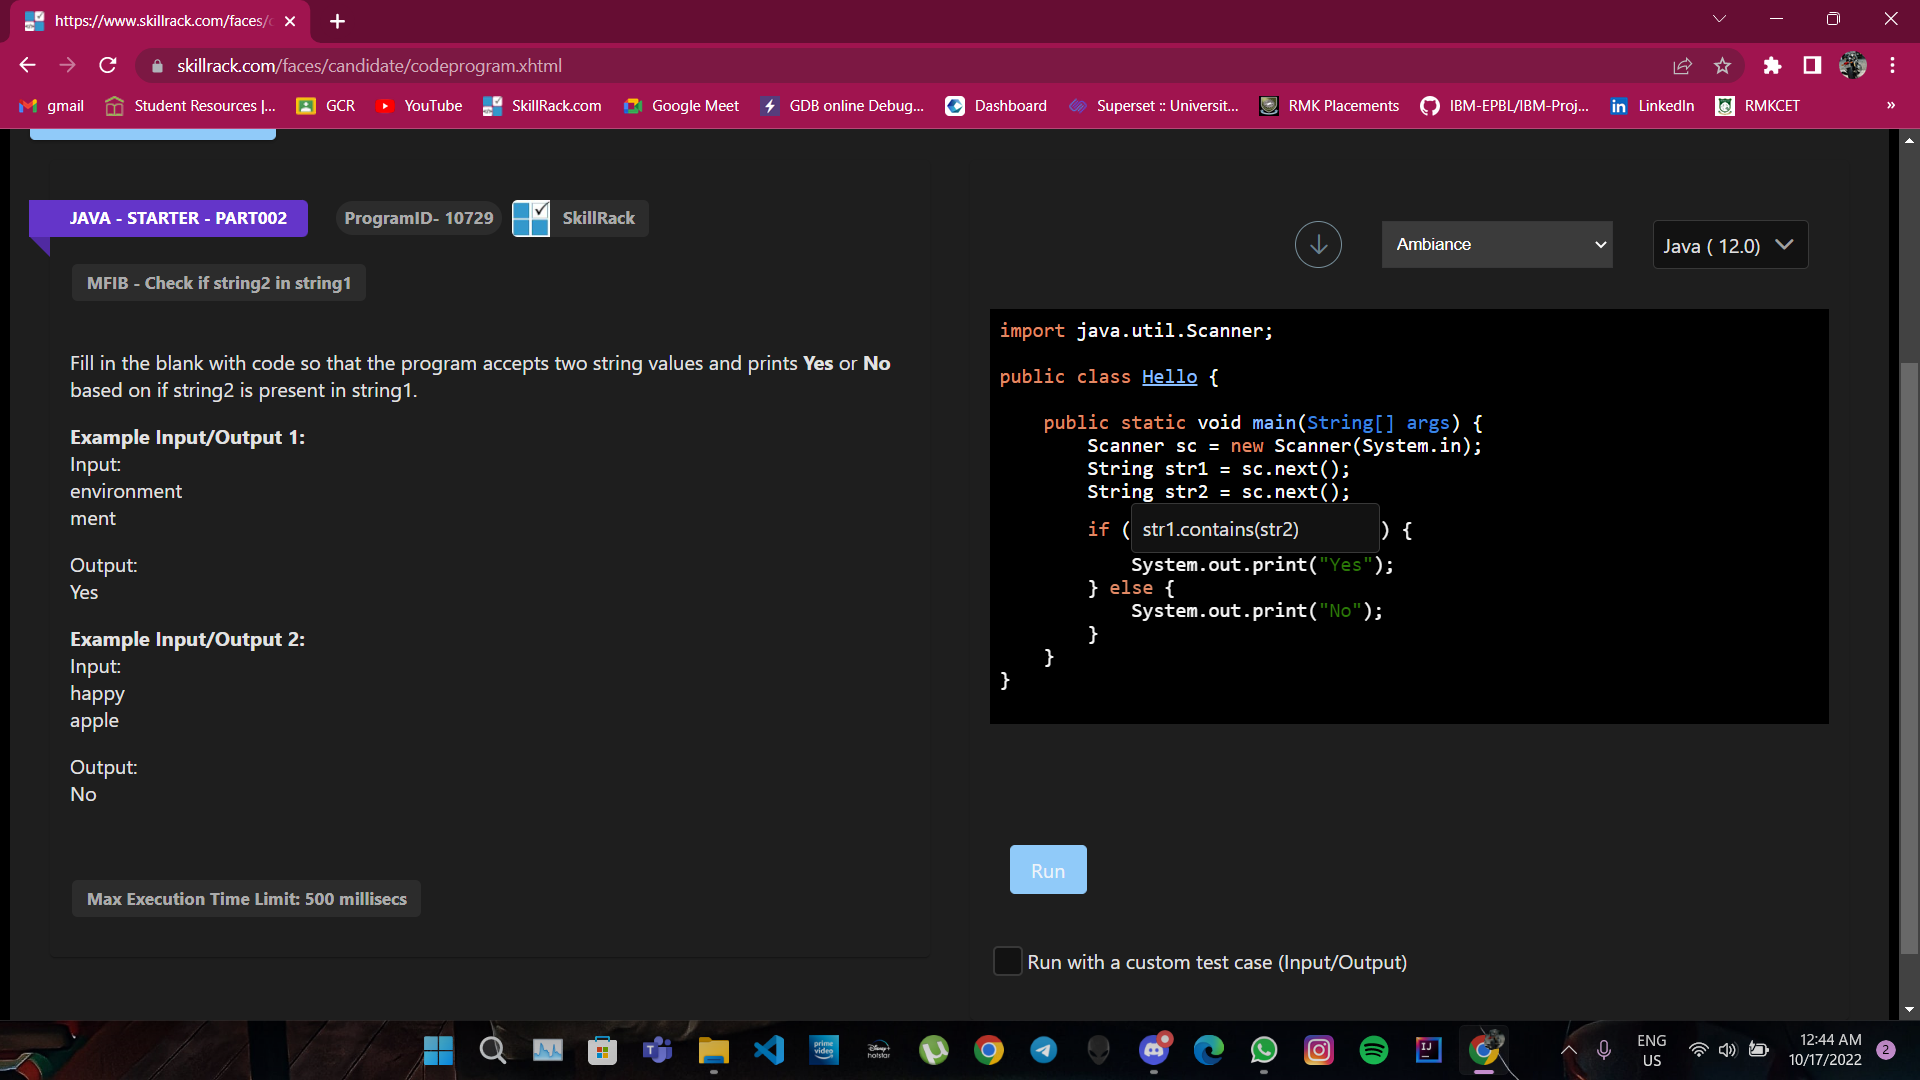 https://www.skillrack.com/faces/c
skillrack.com/faces/candidate/codeprogram.xhtml
gmail
Student Resources |...
GCR
YouTube
SkillRack.com
Google Meet
GDB online Debug...
Dashboard
Superset :: Universit...
RMK Placements
IBM-EPBL/IBM-Proj...
LinkedIn
RMKCET
»
JAVA - STARTER - PART002
ProgramID- 10729
SkillRack
MFIB - Check if string2 in string1
Fill in the blank with code so that the program accepts two string values and prints Yes or No
based on if string2 is present in string1.
Example Input/Output 1:
Input:
environment
ment
Output:
Yes
Example Input/Output 2:
Input:
happy
apple
Output:
No
Max Execution Time Limit: 500 millisecs
Ambiance
Java ( 12.0)
import java.util.Scanner;
public class Hello {
public static void main(String[] args) {
Scanner sc = new Scanner(System.in);
String str1 = sc.next();
String str2 = sc.next();
if ( str1.contains(str2) ) {
System.out.print("Yes");
} else {
System.out.print("No");
}
}
}
Run
Run with a custom test case (Input/Output)
prime video
Disney+ hotstar
ENG
US
12:44 AM
10/17/2022
2